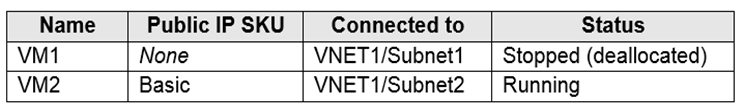 Name Public IP SKU Connected to Status
VM1 None VNET1/Subnet1 Stopped (deallocated)
VM2 Basic VNET1/Subnet2 Running